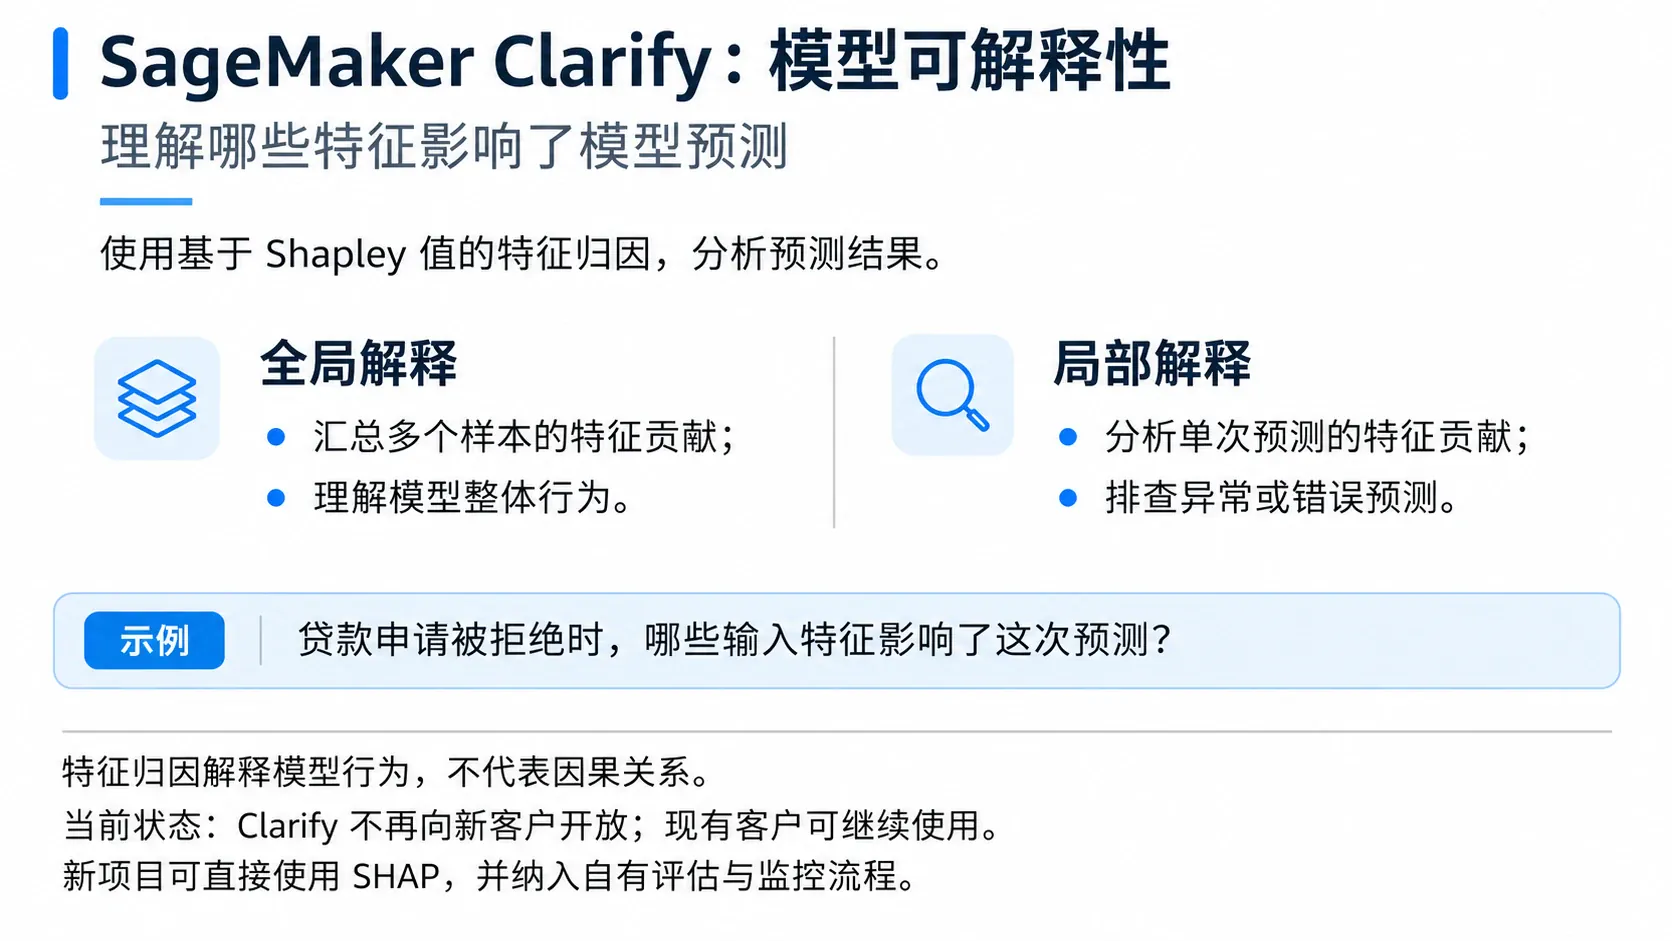 SageMaker Clarify：模型可解释性
理解哪些特征影响了模型预测
使用基于 Shapley 值的特征归因，分析预测结果。
全局解释
汇总多个样本的特征贡献；
理解模型整体行为。
局部解释
分析单次预测的特征贡献；
排查异常或错误预测。
示例
贷款申请被拒绝时，哪些输入特征影响了这次预测？
特征归因解释模型行为，不代表因果关系。
当前状态：Clarify 不再向新客户开放；现有客户可继续使用。
新项目可直接使用 SHAP，并纳入自有评估与监控流程。